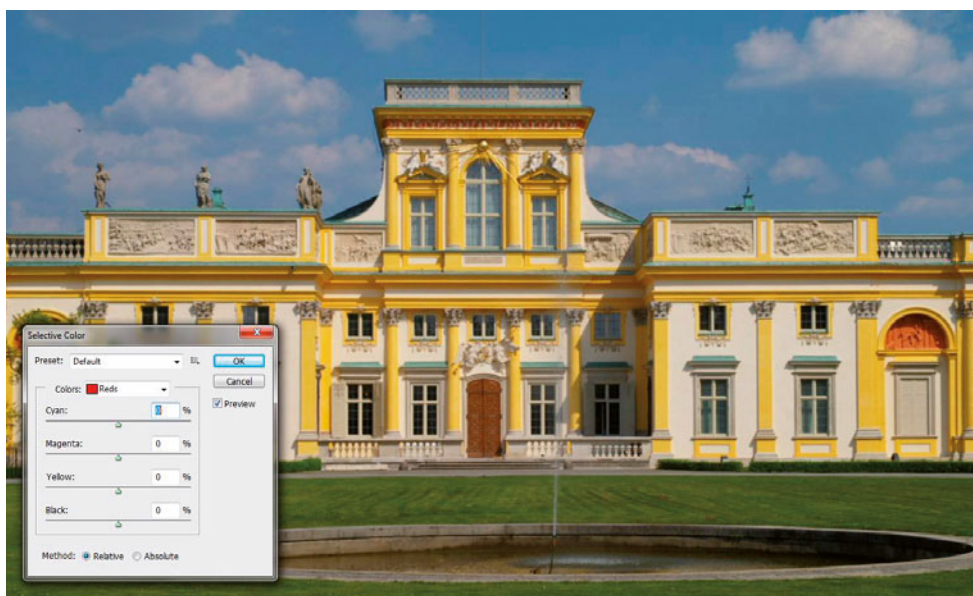 Selective Color
Preset: Default
OK
Cancel
Preview
Colors: Reds
Cyan: 0 %
Magenta: 0 %
Yellow: 0 %
Black: 0 %
Method: Relative Absolute